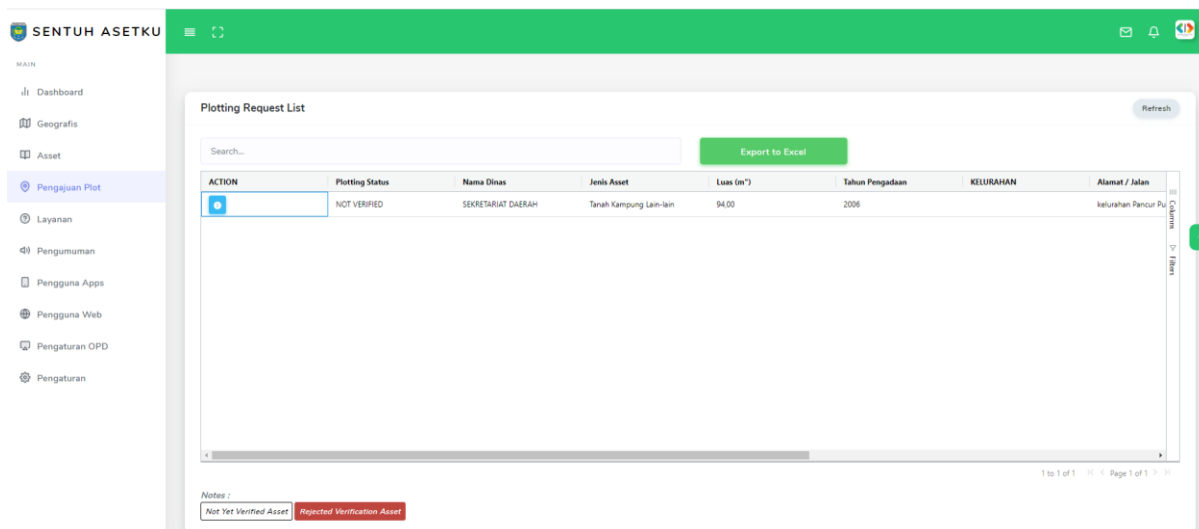 SENTUH ASETKU
MAIN
Dashboard
Geografis
Asset
Pengajuan Plot
Layanan
Pengumuman
Pengguna Apps
Pengguna Web
Pengaturan OPD
Pengaturan
Plotting Request List
Refresh
Search...
Export to Excel
ACTION Plotting Status Nama Dinas Jenis Asset Luas (m²) Tahun Pengadaan KELURAHAN Alamat / Jalan
NOT VERIFIED SEKRETARIAT DAERAH Tanah Kampung Lain-lain 94,00 2006 kelurahan Pancur Pu
Columns
Filters
1 to 1 of 1 Page 1 of 1
Notes :
Not Yet Verified Asset Rejected Verification Asset